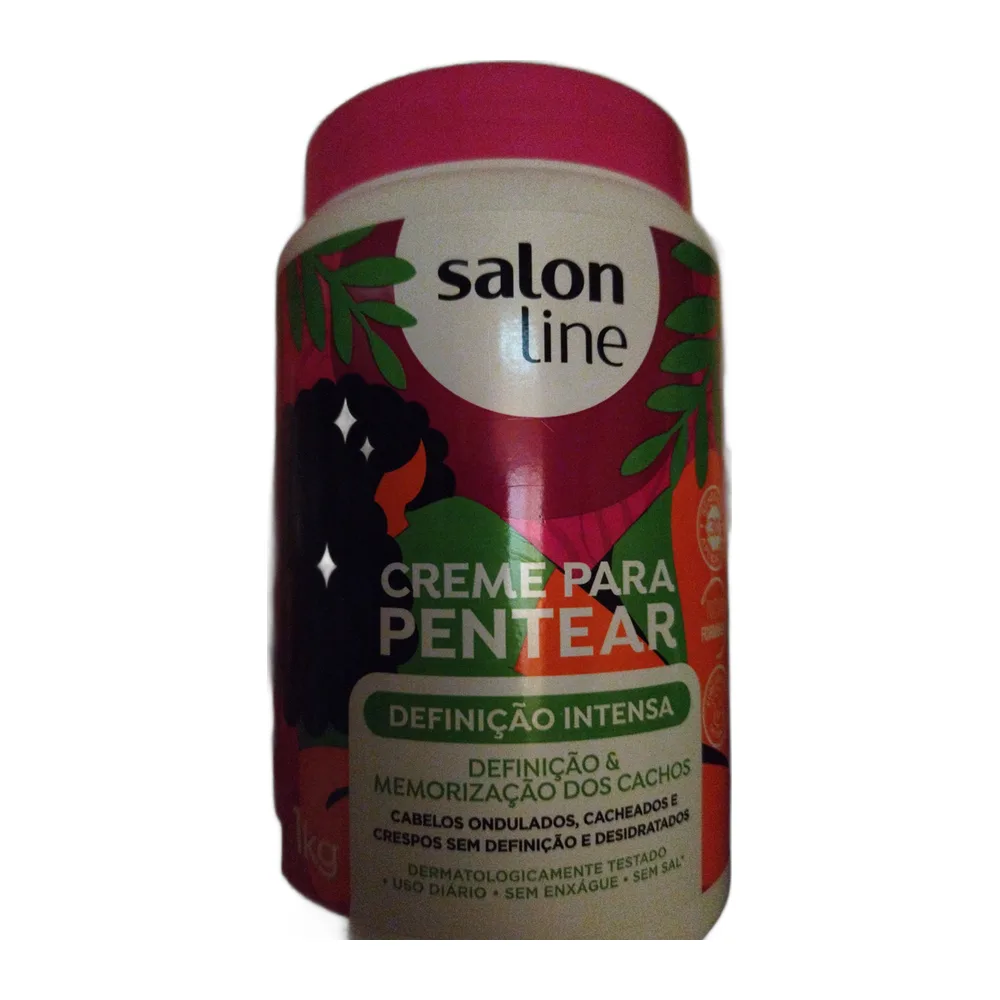 salon
line
CREME PARA
PENTEAR
DEFINIÇÃO INTENSA
DEFINIÇÃO &
MEMORIZAÇÃO DOS CACHOS
CABELOS ONDULADOS, CACHEADOS E
CRESPOS SEM DEFINIÇÃO E DESIDRATADOS
1kg
DERMATOLOGICAMENTE TESTADO
• USO DIÁRIO • SEM ENXÁGUE • SEM SAL*